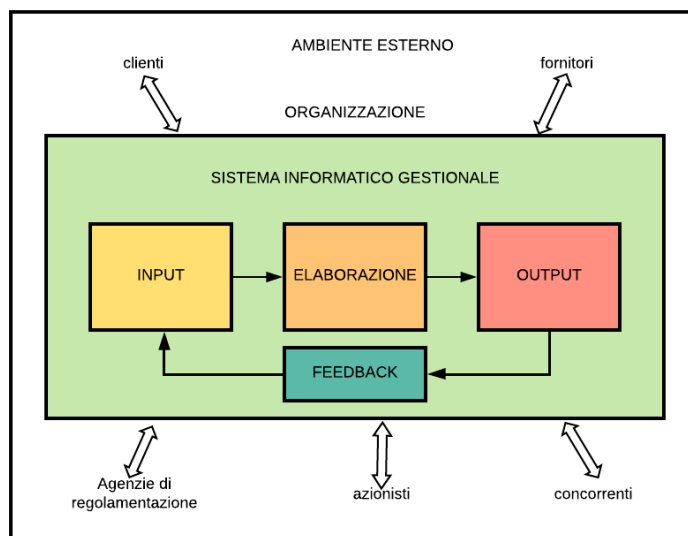 AMBIENTE ESTERNO
clienti
fornitori
ORGANIZZAZIONE
SISTEMA INFORMATICO GESTIONALE
INPUT
ELABORAZIONE
OUTPUT
FEEDBACK
Agenzie di
regolamentazione
azionisti
concorrenti